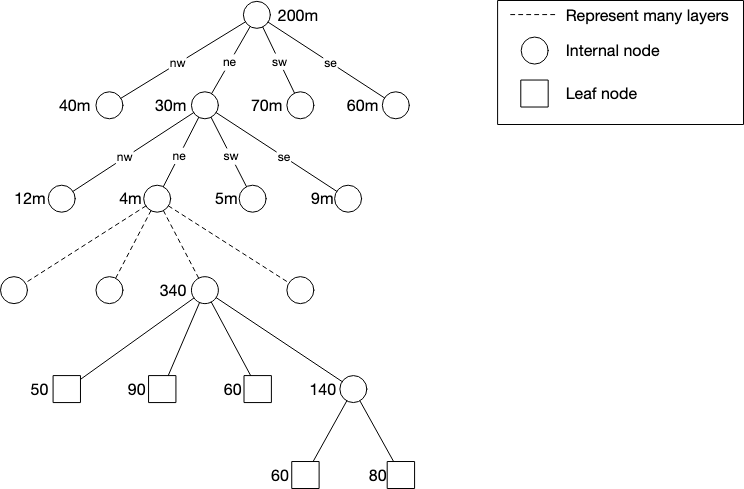 200m
Represent many layers
Internal node
Leaf node
nw
ne
sw
se
40m
30m
70m
60m
nw
ne
sw
se
12m
4m
5m
9m
340
50
90
60
140
60
80